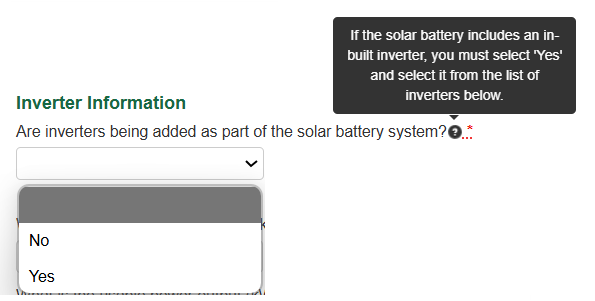 If the solar battery includes an in-
built inverter, you must select 'Yes'
and select it from the list of
inverters below.
Inverter Information
Are inverters being added as part of the solar battery system? *
No
Yes